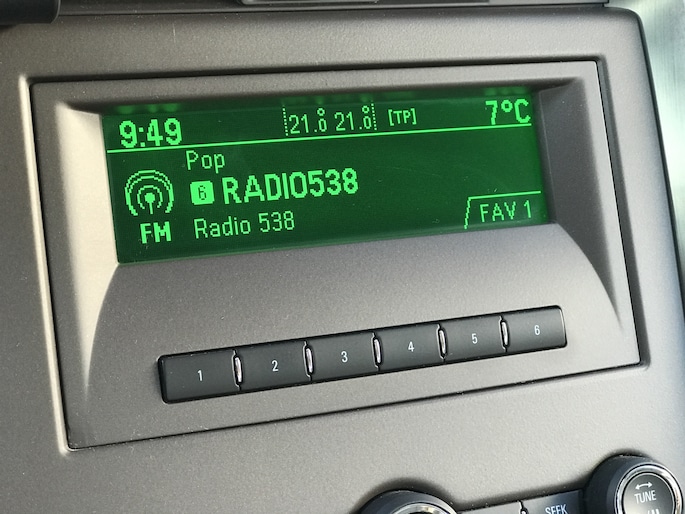 9:49 21.0 21.0 [TP] 7°C
Pop
6 RADIO538
FM Radio 538 FAV 1
1 2 3 4 5 6
SEEK TUNE